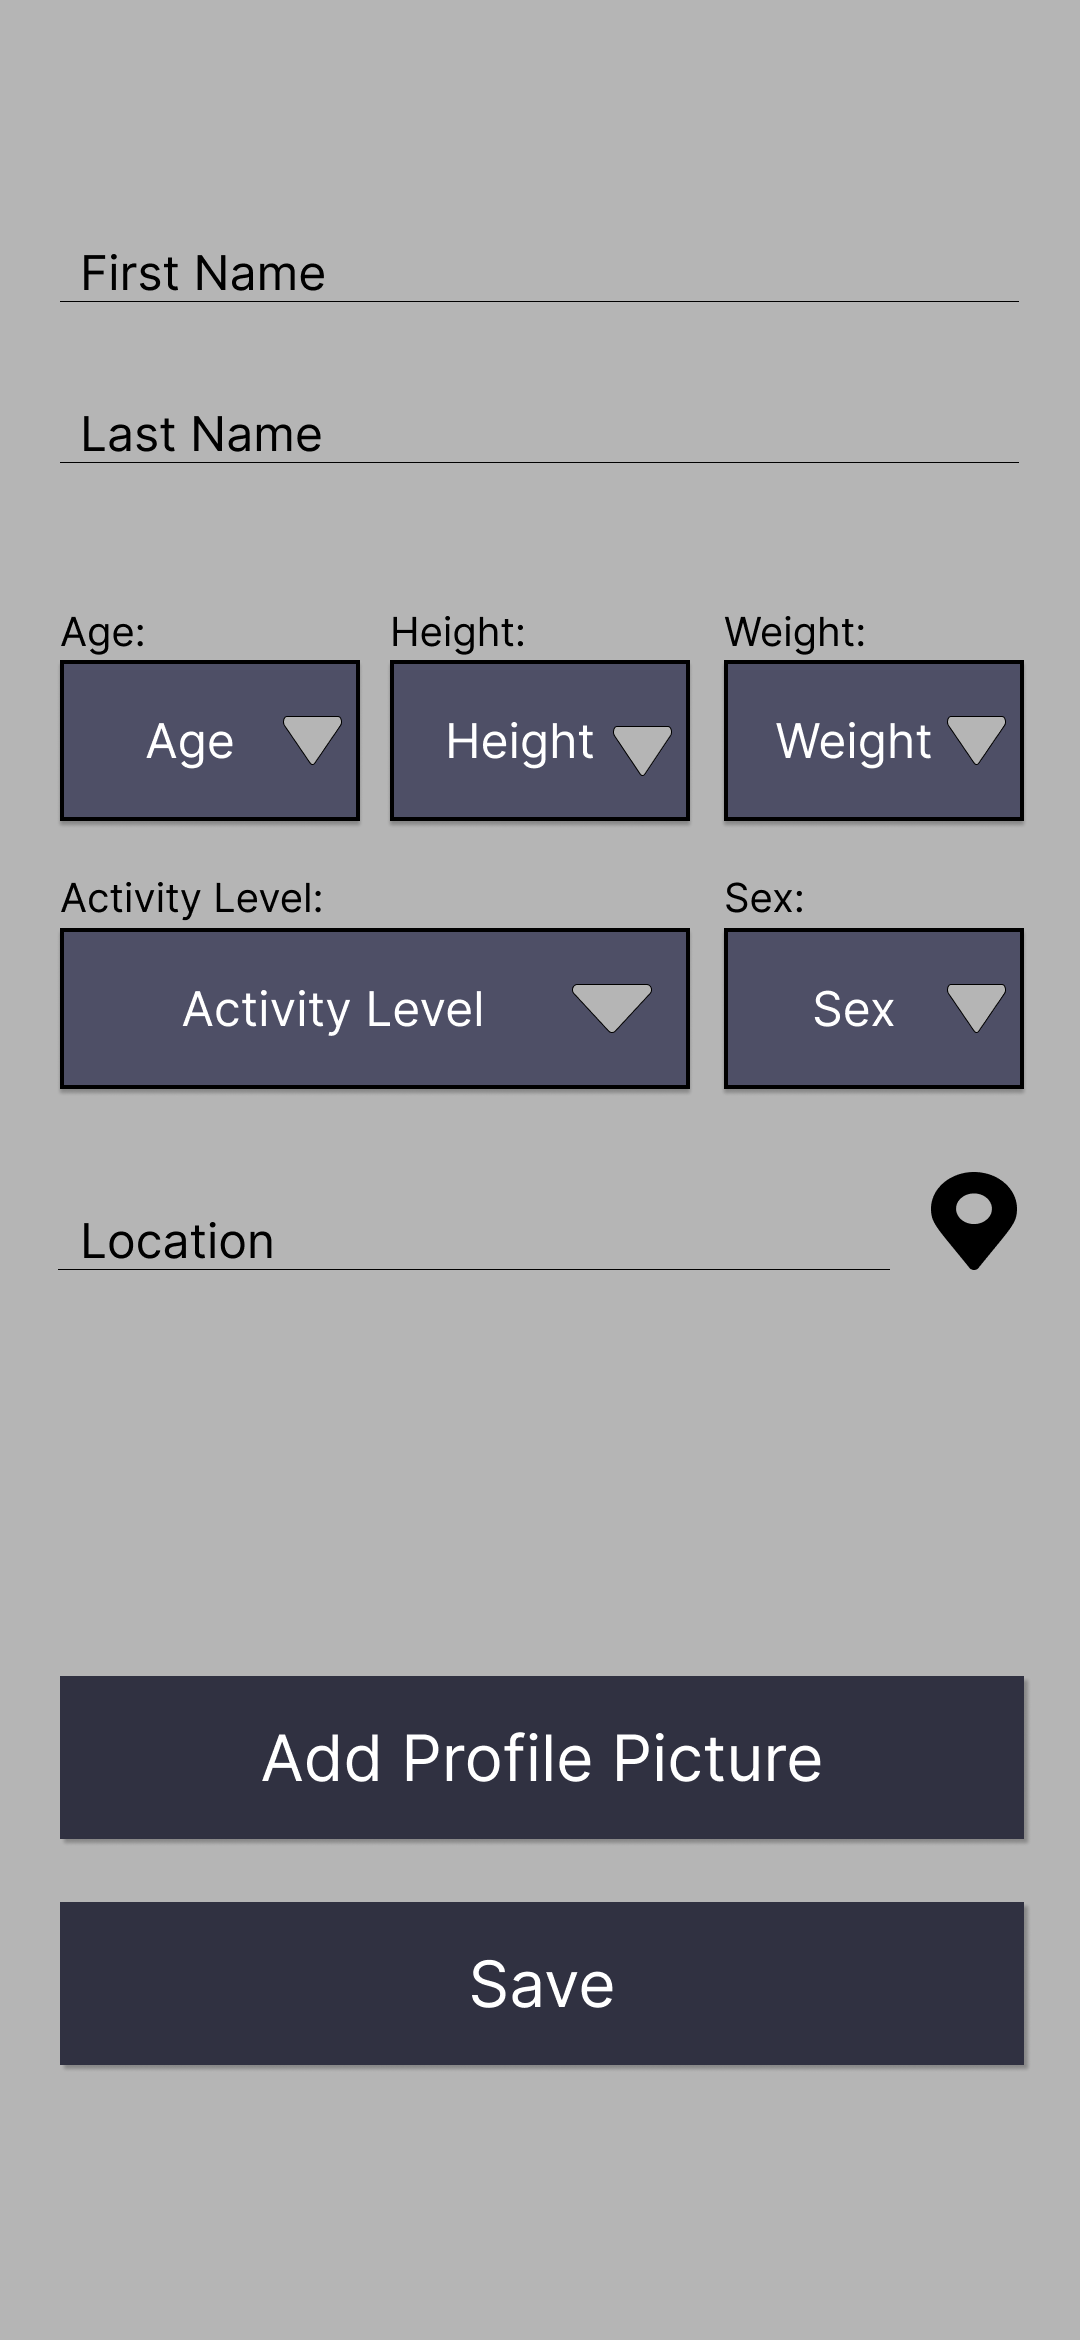 First Name
Last Name
Age: Height: Weight:
Age Height Weight
Activity Level: Sex:
Activity Level Sex
Location
Add Profile Picture
Save